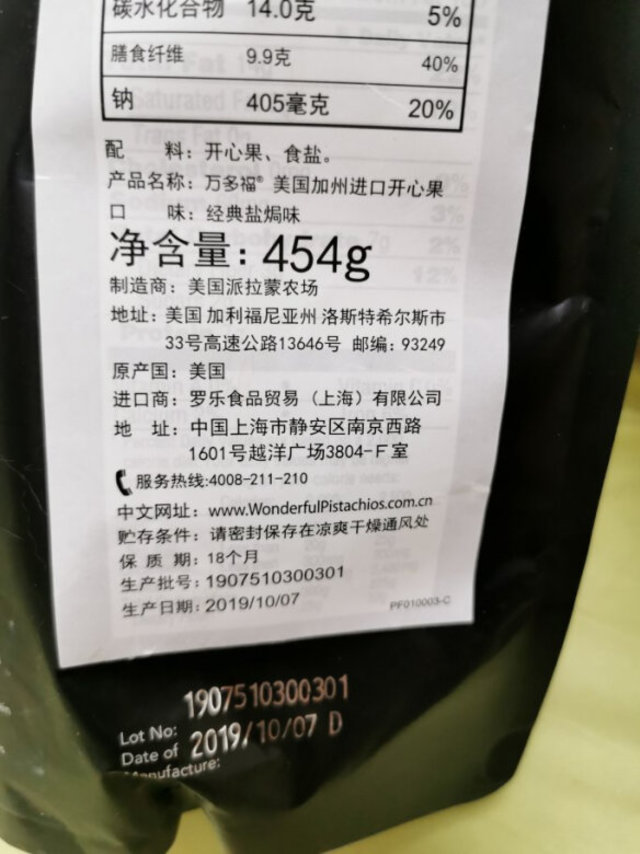 碳水化合物 14.0克 5%
膳食纤维 9.9克 40%
钠 405毫克 20%
配 料：开心果、食盐。
产品名称：万多福® 美国加州进口开心果
口 味：经典盐焗味
净含量：454g
制造商：美国派拉蒙农场
地址：美国 加利福尼亚州 洛斯特希尔斯市
33号高速公路13646号 邮编：93249
原产国：美国
进口商：罗乐食品贸易（上海）有限公司
地 址：中国上海市静安区南京西路
1601号越洋广场3804-F室
服务热线:4008-211-210
中文网址：www.WonderfulPistachios.com.cn
贮存条件：请密封保存在凉爽干燥通风处
保 质 期：18个月
生产批号：1907510300301
生产日期：2019/10/07
PF010003-C
1907510300301
Lot No:
2019/10/07 D
Date of
Manufacture: